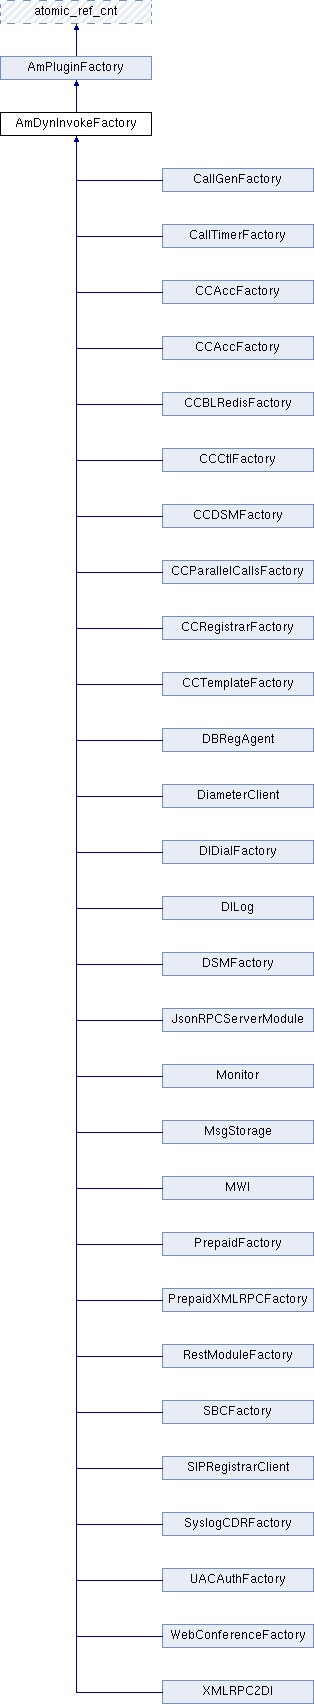 atomic_ref_cnt
AmPluginFactory
AmDynInvokeFactory
CallGenFactory
CallTimerFactory
CCAccFactory
CCAccFactory
CCBLRedisFactory
CCCtlFactory
CCDSMFactory
CCParallelCallsFactory
CCRegistrarFactory
CCTemplateFactory
DBRegAgent
DiameterClient
DIDialFactory
DILog
DSMFactory
JsonRPCServerModule
Monitor
MsgStorage
MWI
PrepaidFactory
PrepaidXMLRPCFactory
RestModuleFactory
SBCFactory
SIPRegistrarClient
SyslogCDRFactory
UACAuthFactory
WebConferenceFactory
XMLRPC2DI